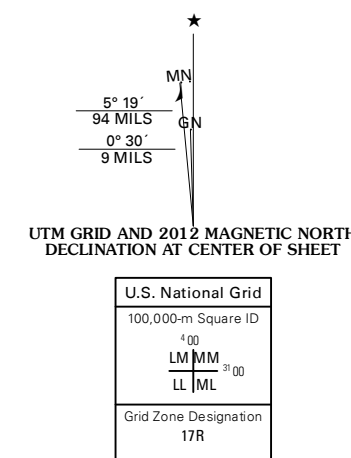 ★
MN
5° 19´
94 MILS
GN
0° 30´
9 MILS
UTM GRID AND 2012 MAGNETIC NORTH
DECLINATION AT CENTER OF SHEET
U.S. National Grid
100,000-m Square ID
4 00
LM MM
31 00
LL ML
Grid Zone Designation
17R